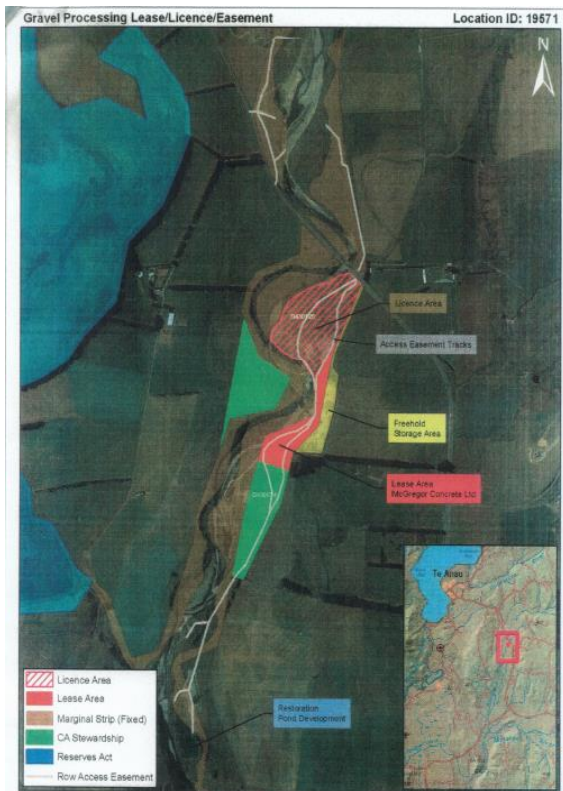 Gravel Processing Lease/Licence/Easement
Location ID: 19571
N
Licence Area
Access Easement Tracks
Freehold
Storage Area
Lease Area
McGregor Concrete Ltd
Te Anau
Restoration
Pond Development
Licence Area
Lease Area
Marginal Strip (Fixed)
CA Stewardship
Reserves Act
Row Access Easement